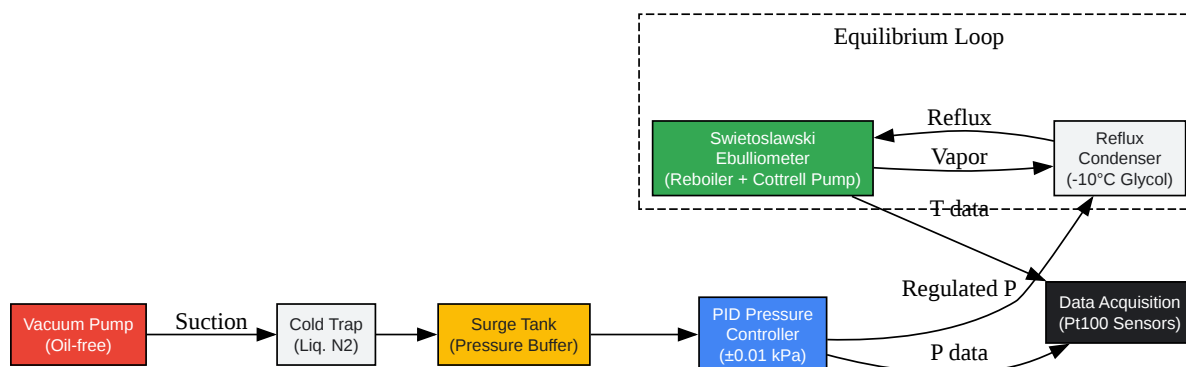 Equilibrium Loop
Swietoslawski
Ebulliometer
(Reboiler + Cottrell Pump)
Reflux
Vapor
Reflux
Condenser
(-10°C Glycol)
T data
Vacuum Pump
(Oil-free)
Suction
Cold Trap
(Liq. N2)
Surge Tank
(Pressure Buffer)
PID Pressure
Controller
(±0.01 kPa)
Regulated P
P data
Data Acquisition
(Pt100 Sensors)